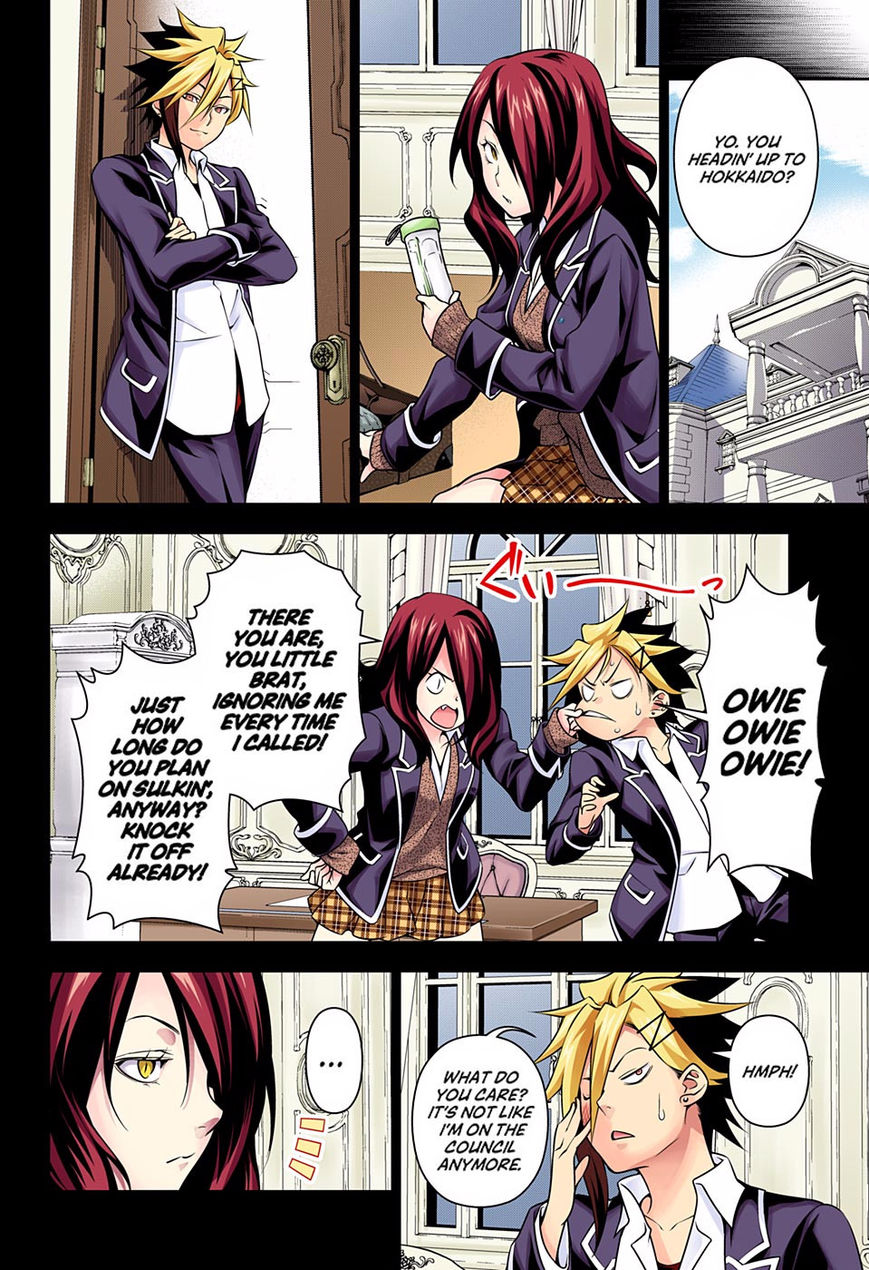 YO. YOU
HEADIN' UP TO
HOKKAIDO?
ぐい
OWIE
OWIE
OWIE!
THERE
YOU ARE,
YOU LITTLE
BRAT,
IGNORING ME
EVERY TIME
I CALLED!
JUST
HOW
LONG DO
YOU PLAN
ON SULKIN',
ANYWAY?
KNOCK
IT OFF
ALREADY!
HMPH!
WHAT DO
YOU CARE?
IT'S NOT LIKE
I'M ON THE
COUNCIL
ANYMORE.
...